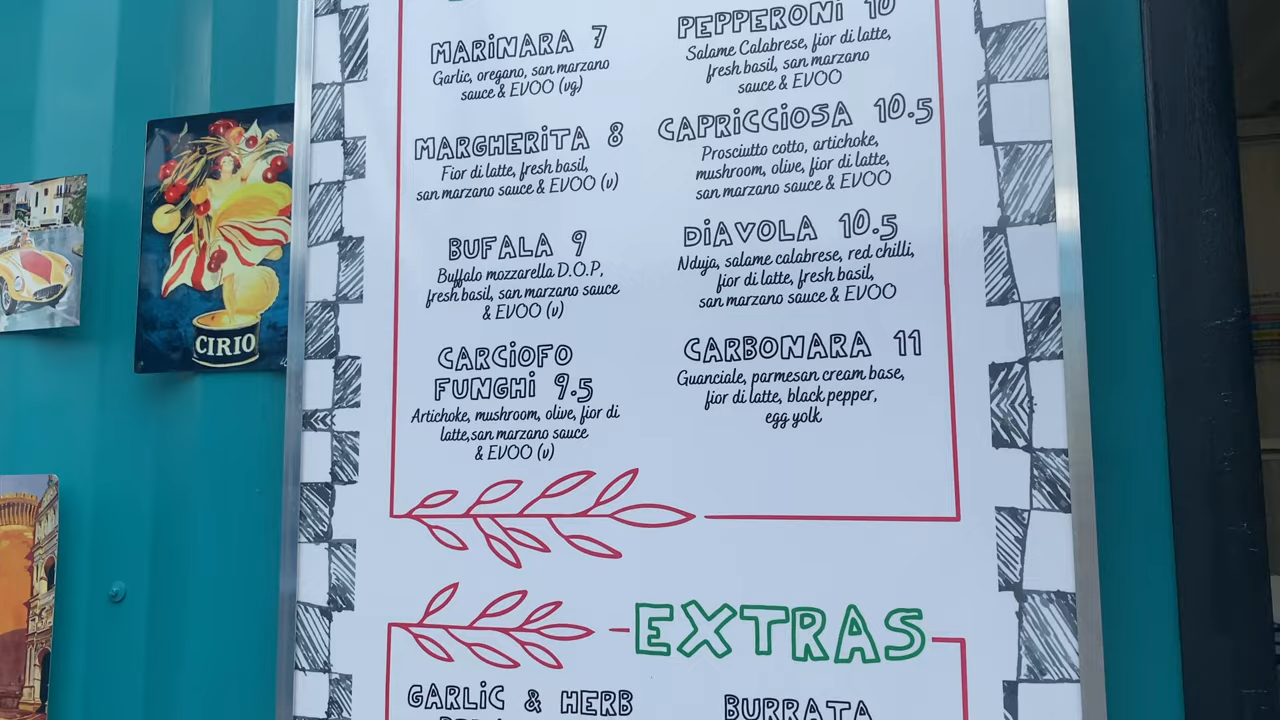 MARINARA 7
Garlic, oregano, san marzano
sauce & EVOO (vg)
MARGHERITA 8
Fior di latte, fresh basil,
san marzano sauce & EVOO (v)
BUFALA 9
Buffalo mozzarella D.O.P,
fresh basil, san marzano sauce
& EVOO (v)
CARCIOFO
FUNGHI 9.5
Artichoke, mushroom, olive, fior di
latte,san marzano sauce
& EVOO (v)
PEPPERONI 10
Salame Calabrese, fior di latte,
fresh basil, san marzano
sauce & EVOO
CAPRICCIOSA 10.5
Prosciutto cotto, artichoke,
mushroom, olive, fior di latte,
san marzano sauce & EVOO
DIAVOLA 10.5
Nduja, salame calabrese, red chilli,
fior di latte, fresh basil,
san marzano sauce & EVOO
CARBONARA 11
Guanciale, parmesan cream base,
fior di latte, black pepper,
egg yolk
EXTRAS
GARLIC & HERB
BURRATA
CIRIO